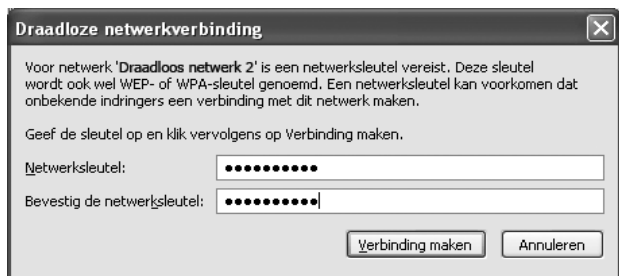 Draadloze netwerkverbinding
Voor netwerk 'Draadloos netwerk 2' is een netwerksleutel vereist. Deze sleutel
wordt ook wel WEP- of WPA-sleutel genoemd. Een netwerksleutel kan voorkomen dat
onbekende indringers een verbinding met dit netwerk maken.
Geef de sleutel op en klik vervolgens op Verbinding maken.
Netwerksleutel: ••••••••••
Bevestig de netwerksleutel: ••••••••••
Verbinding maken Annuleren